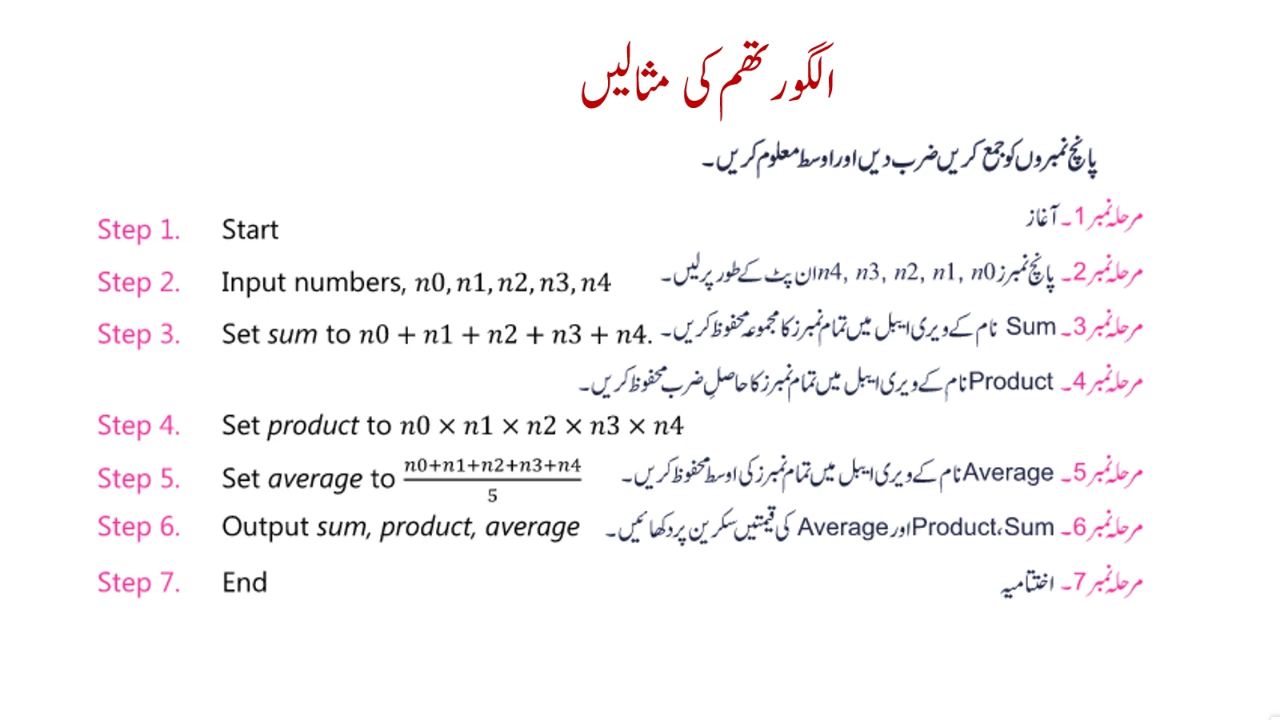 الگورتھم کی مثالیں
پانچ نمبروں کو جمع کریں ضرب دیں اور اوسط معلوم کریں۔
Step 1. Start
مرحلہ نمبر 1۔ آغاز
Step 2. Input numbers, n0, n1, n2, n3, n4
مرحلہ نمبر 2۔ پانچ نمبرز n0 ,n1 ,n2 ,n3 ,n4 ان پٹ کے طور پر لیں۔
Step 3. Set sum to n0 + n1 + n2 + n3 + n4.
مرحلہ نمبر 3۔ Sum نام کے ویری ایبل میں تمام نمبرز کا مجموعہ محفوظ کریں۔
مرحلہ نمبر 4۔ Product نام کے ویری ایبل میں تمام نمبرز کا حاصلِ ضرب محفوظ کریں۔
Step 4. Set product to n0 × n1 × n2 × n3 × n4
Step 5. Set average to (n0+n1+n2+n3+n4)/5
مرحلہ نمبر 5۔ Average نام کے ویری ایبل میں تمام نمبرز کی اوسط محفوظ کریں۔
Step 6. Output sum, product, average
مرحلہ نمبر 6۔ Sum، Product اور Average کی قیمتیں سکرین پر دکھائیں۔
Step 7. End
مرحلہ نمبر 7۔ اختتامیہ